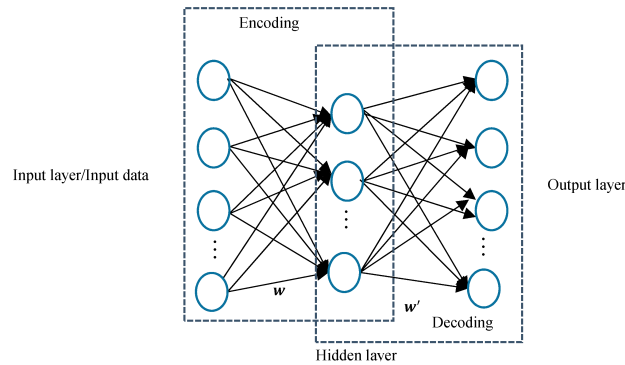 Encoding
Input layer/Input data
Output layer
w
w′
Decoding
Hidden layer